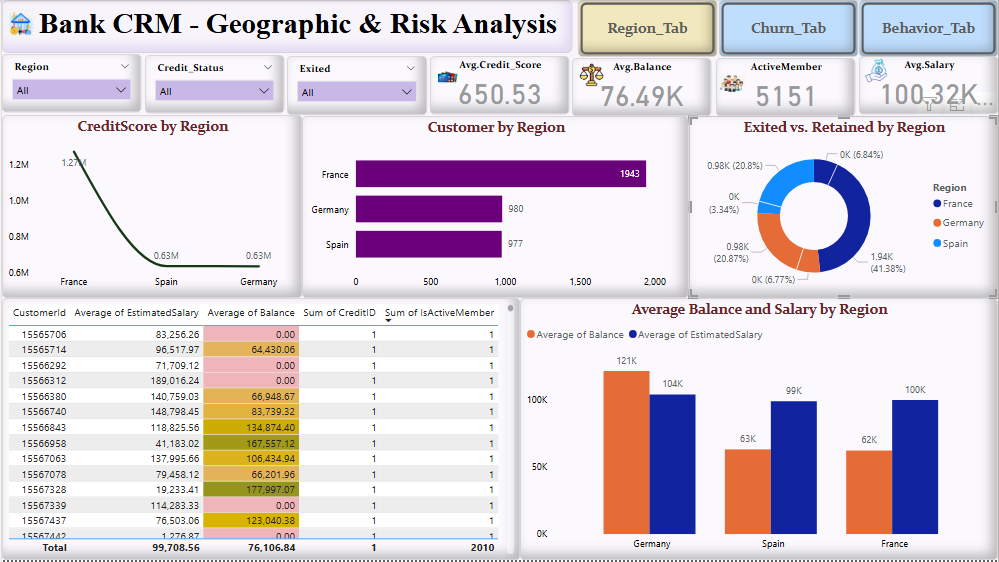 Bank CRM - Geographic & Risk Analysis
Region_Tab
Churn_Tab
Behavior_Tab
Region
All
Credit_Status
All
Exited
All
Avg.Credit_Score
650.53
Avg.Balance
76.49K
ActiveMember
5151
Avg.Salary
100.32K...
CreditScore by Region
1.2M
1.0M
0.8M
0.6M
1.27M
0.63M
0.63M
France
Spain
Germany
Customer by Region
France
1943
Germany
980
Spain
977
0
500
1,000
1,500
2,000
Exited vs. Retained by Region
0K (6.84%)
0.98K (20.8%)
0K
(3.34%)
0.98K
(20.87%)
0K (6.77%)
1.94K
(41.38%)
Region
France
Germany
Spain
CustomerId Average of EstimatedSalary Average of Balance Sum of CreditID Sum of IsActiveMember
15565706 83,256.26 0.00 1 1
15565714 96,517.97 64,430.06 1 1
15566292 71,709.12 0.00 1 1
15566312 189,016.24 0.00 1 1
15566380 140,759.03 66,948.67 1 1
15566740 148,798.45 83,739.32 1 1
15566843 118,825.56 134,874.40 1 1
15566958 41,183.02 167,557.12 1 1
15567063 137,995.66 106,434.94 1 1
15567078 79,458.12 66,201.96 1 1
15567328 19,233.41 177,997.07 1 1
15567339 114,283.33 0.00 1 1
15567437 76,503.06 123,040.38 1 1
15567442 1,276.87 0.00 1 1
Total 99,708.56 76,106.84 1 2010
Average Balance and Salary by Region
Average of Balance Average of EstimatedSalary
100K
50K
0K
121K
104K
63K
99K
62K
100K
Germany
Spain
France